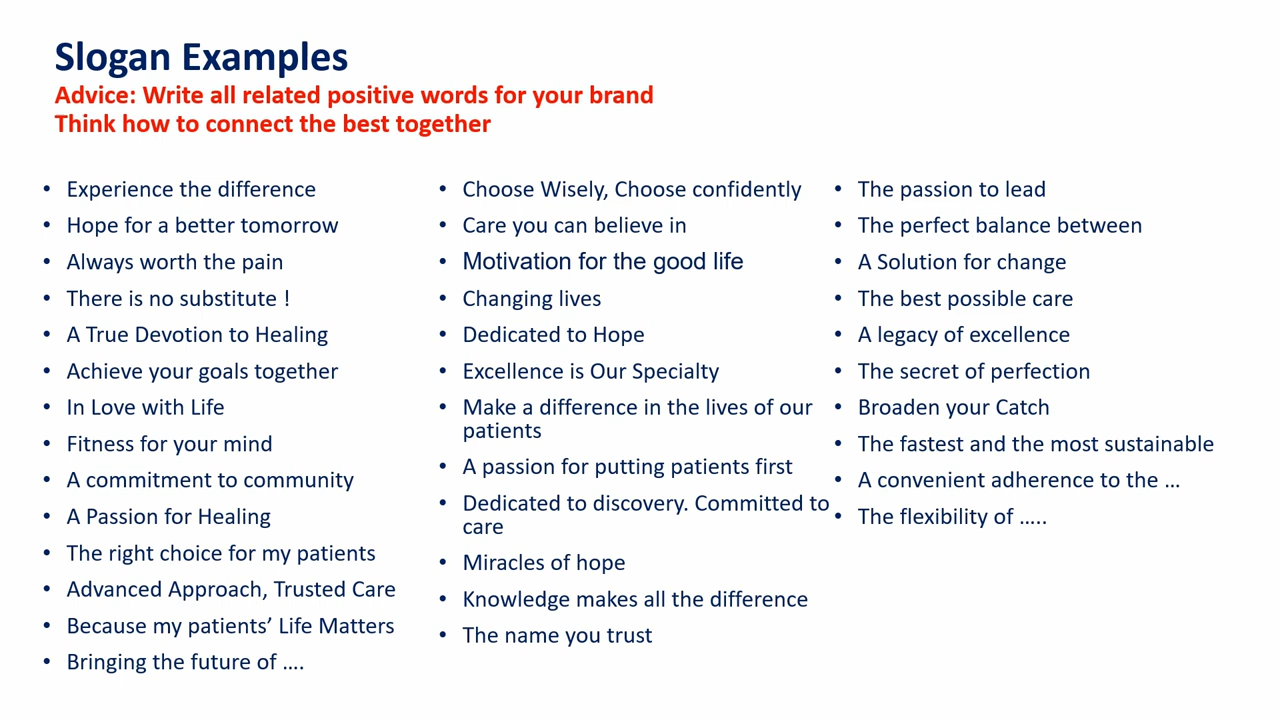 Slogan Examples
Advice: Write all related positive words for your brand
Think how to connect the best together
• Experience the difference
• Hope for a better tomorrow
• Always worth the pain
• There is no substitute !
• A True Devotion to Healing
• Achieve your goals together
• In Love with Life
• Fitness for your mind
• A commitment to community
• A Passion for Healing
• The right choice for my patients
• Advanced Approach, Trusted Care
• Because my patients’ Life Matters
• Bringing the future of ….
• Choose Wisely, Choose confidently
• Care you can believe in
• Motivation for the good life
• Changing lives
• Dedicated to Hope
• Excellence is Our Specialty
• Make a difference in the lives of our
patients
• A passion for putting patients first
• Dedicated to discovery. Committed to
care
• Miracles of hope
• Knowledge makes all the difference
• The name you trust
• The passion to lead
• The perfect balance between
• A Solution for change
• The best possible care
• A legacy of excellence
• The secret of perfection
• Broaden your Catch
• The fastest and the most sustainable
• A convenient adherence to the …
• The flexibility of …..